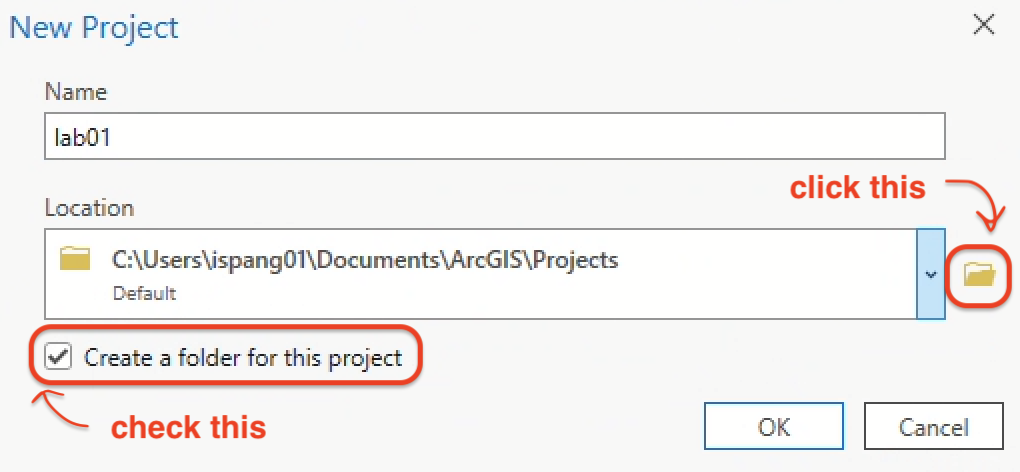 New Project
Name
lab01
click this
Location
C:\Users\ispang01\Documents\ArcGIS\Projects
Default
Create a folder for this project
check this
OK
Cancel